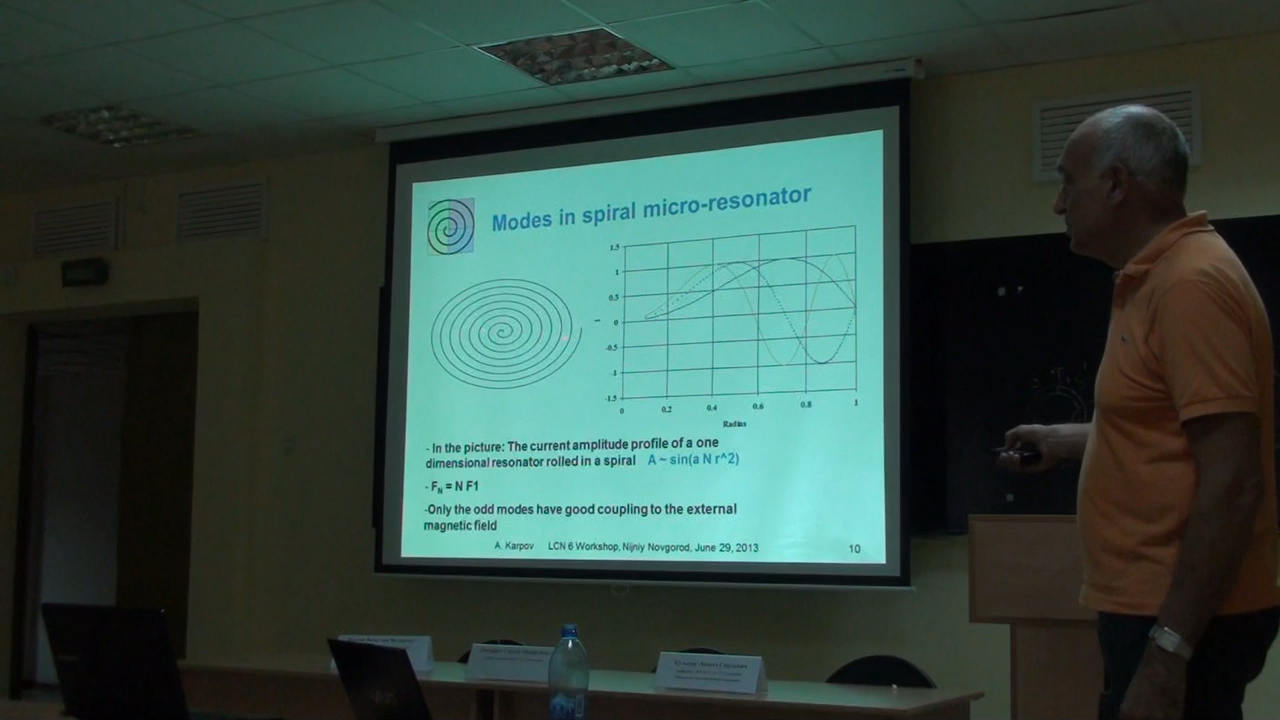 Modes in spiral micro-resonator
1.5
1
0.5
0
-0.5
-1
-1.5
0 0.2 0.4 0.6 0.8 1
Radius
- In the picture: The current amplitude profile of a one
dimensional resonator rolled in a spiral A ~ sin(a N r^2)
- FN = N F1
-Only the odd modes have good coupling to the external
magnetic field
A. Karpov LCN 6 Workshop, Nijniy Novgorod, June 29, 2013 10